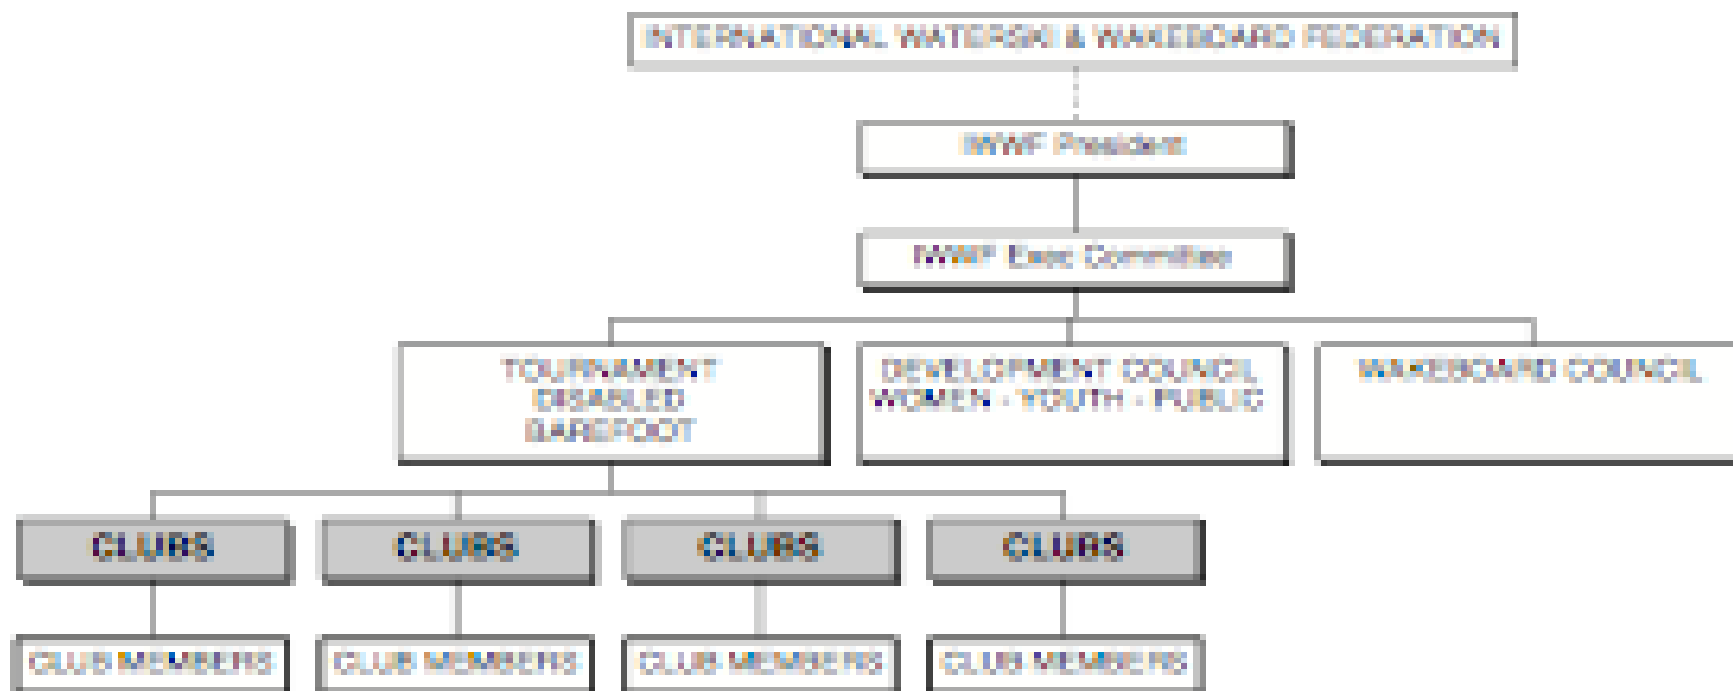 INTERNATIONAL WATERSKI & WAKEBOARD FEDERATION
IWWF President
IWWF Exec Committee
TOURNAMENT
DISABLED
BAREFOOT
DEVELOPMENT COUNCIL
WOMEN - YOUTH - PUBLIC
WAKEBOARD COUNCIL
CLUBS
CLUBS
CLUBS
CLUBS
CLUB MEMBERS
CLUB MEMBERS
CLUB MEMBERS
CLUB MEMBERS